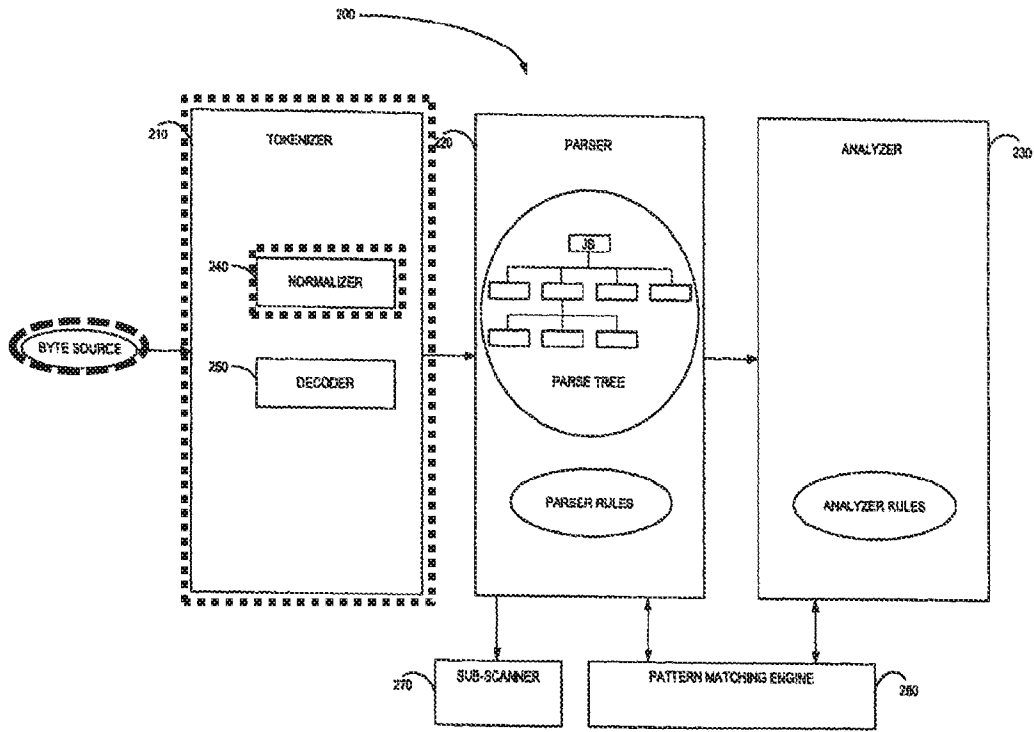 200
210
TOKENIZER
220
PARSER
ANALYZER
230
JS
240
NORMALIZER
BYTE SOURCE
250
DECODER
PARSE TREE
PARSER RULES
ANALYZER RULES
270
SUB-SCANNER
PATTERN MATCHING ENGINE
260